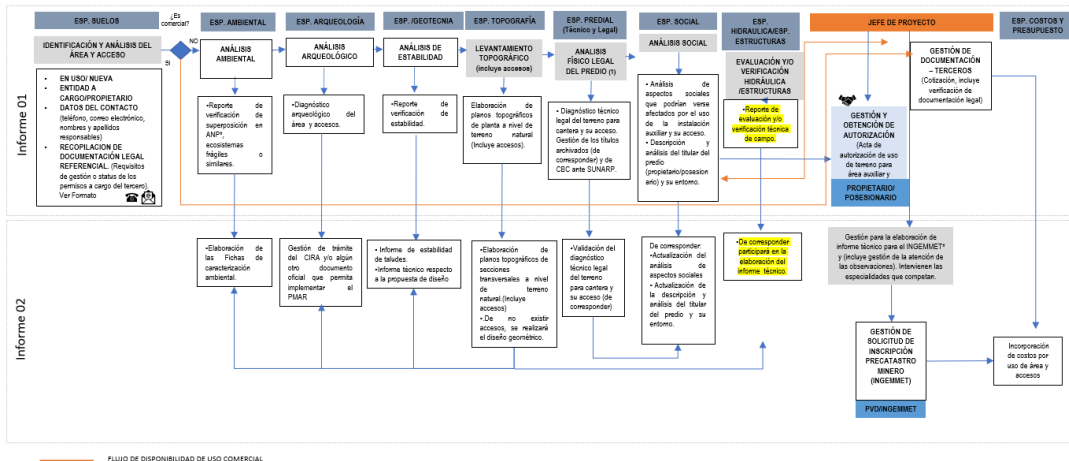 ESP. SUELOS
¿Es
comercial?
ESP. AMBIENTAL
ESP. ARQUEOLOGÍA
ESP. /GEOTECNIA
ESP. TOPOGRAFÍA
ESP. PREDIAL
(Técnico y Legal)
ESP. SOCIAL
ESP.
HIDRAULICA/ESP.
ESTRUCTURAS
JEFE DE PROYECTO
ESP. COSTOS Y
PRESUPUESTO
Informe 01
IDENTIFICACIÓN Y ANÁLISIS DEL
ÁREA Y ACCESO
NO
SI
EN USO/ NUEVA
ENTIDAD A
CARGO/PROPIETARIO
DATOS DEL CONTACTO
(teléfono, correo electrónico,
nombres y apellidos
responsables)
RECOPILACION DE
DOCUMENTACIÓN LEGAL
REFERENCIAL. (Requisitos
de gestión o status de los
permisos a cargo del tercero).
Ver Formato
ANÁLISIS
AMBIENTAL
•Reporte de
verificación de
superposición en
ANP*,
ecosistemas
frágiles o
similares.
ANÁLISIS
ARQUEOLÓGICO
•Diagnóstico
arqueológico del
área y accesos.
ANÁLISIS DE
ESTABILIDAD
•Reporte de
verificación de
estabilidad.
LEVANTAMIENTO
TOPOGRÁFICO
(incluye accesos)
Elaboración de
planos topográficos
de planta a nivel de
terreno natural
(Incluye accesos).
ANALISIS
FÍSICO LEGAL
DEL PREDIO (1)
• Diagnóstico técnico
legal del terreno para
cantera y su acceso.
Gestión de los títulos
archivados (de
corresponder) y de
CBC ante SUNARP.
ANÁLISIS SOCIAL
• Análisis de
aspectos sociales
que podrían verse
afectados por el uso
de la instalación
auxiliar y su acceso.
• Descripción y
análisis del titular del
predio
(propietario/posesion
ario) y su entorno.
EVALUACIÓN Y/O
VERIFICACIÓN
HIDRÁULICA
/ESTRUCTURAS
•Reporte de
evaluación y/o
verificación técnica
de campo.
GESTIÓN Y
OBTENCIÓN DE
AUTORIZACIÓN
(Acta de
autorización de uso
de terreno para
área auxiliar y
PROPIETARIO/
POSESIONARIO
GESTIÓN DE
DOCUMENTACIÓN
– TERCEROS
(Cotización, incluye
verificación de
documentación legal)
Informe 02
•Elaboración de
las Fichas de
caracterización
ambiental.
Gestión de trámite
del CIRA y/o algún
otro documento
oficial que permita
implementar el
PMAR
• Informe de estabilidad
de taludes.
•Informe técnico respecto
a la propuesta de diseño
•Elaboración de
planos topográficos de
secciones
transversales a nivel
de terreno
natural.(Incluye
accesos)
•De no existir
accesos, se realizará
el diseño geométrico.
•Validación del
diagnóstico
técnico legal
del terreno
para cantera y
su acceso (de
corresponder)
De corresponder:
•Actualización del
análisis de
aspectos sociales
•Actualización de
la descripción y
análisis del titular
del predio y su
entorno.
•De corresponder
participará en la
elaboración del
informe técnico.
Gestión para la elaboración de
informe técnico para el INGEMMET*
y (incluye gestión de la atención de
las observaciones). Intervienen las
especialidades que competan.
GESTIÓN DE
SOLICITUD DE
INSCRIPCIÓN
PRECATASTRO
MINERO
(INGEMMET)
PVD/INGEMMET
Incorporación
de costos por
uso de área y
accesos
FLUJO DE DISPONIBILIDAD DE USO COMERCIAL